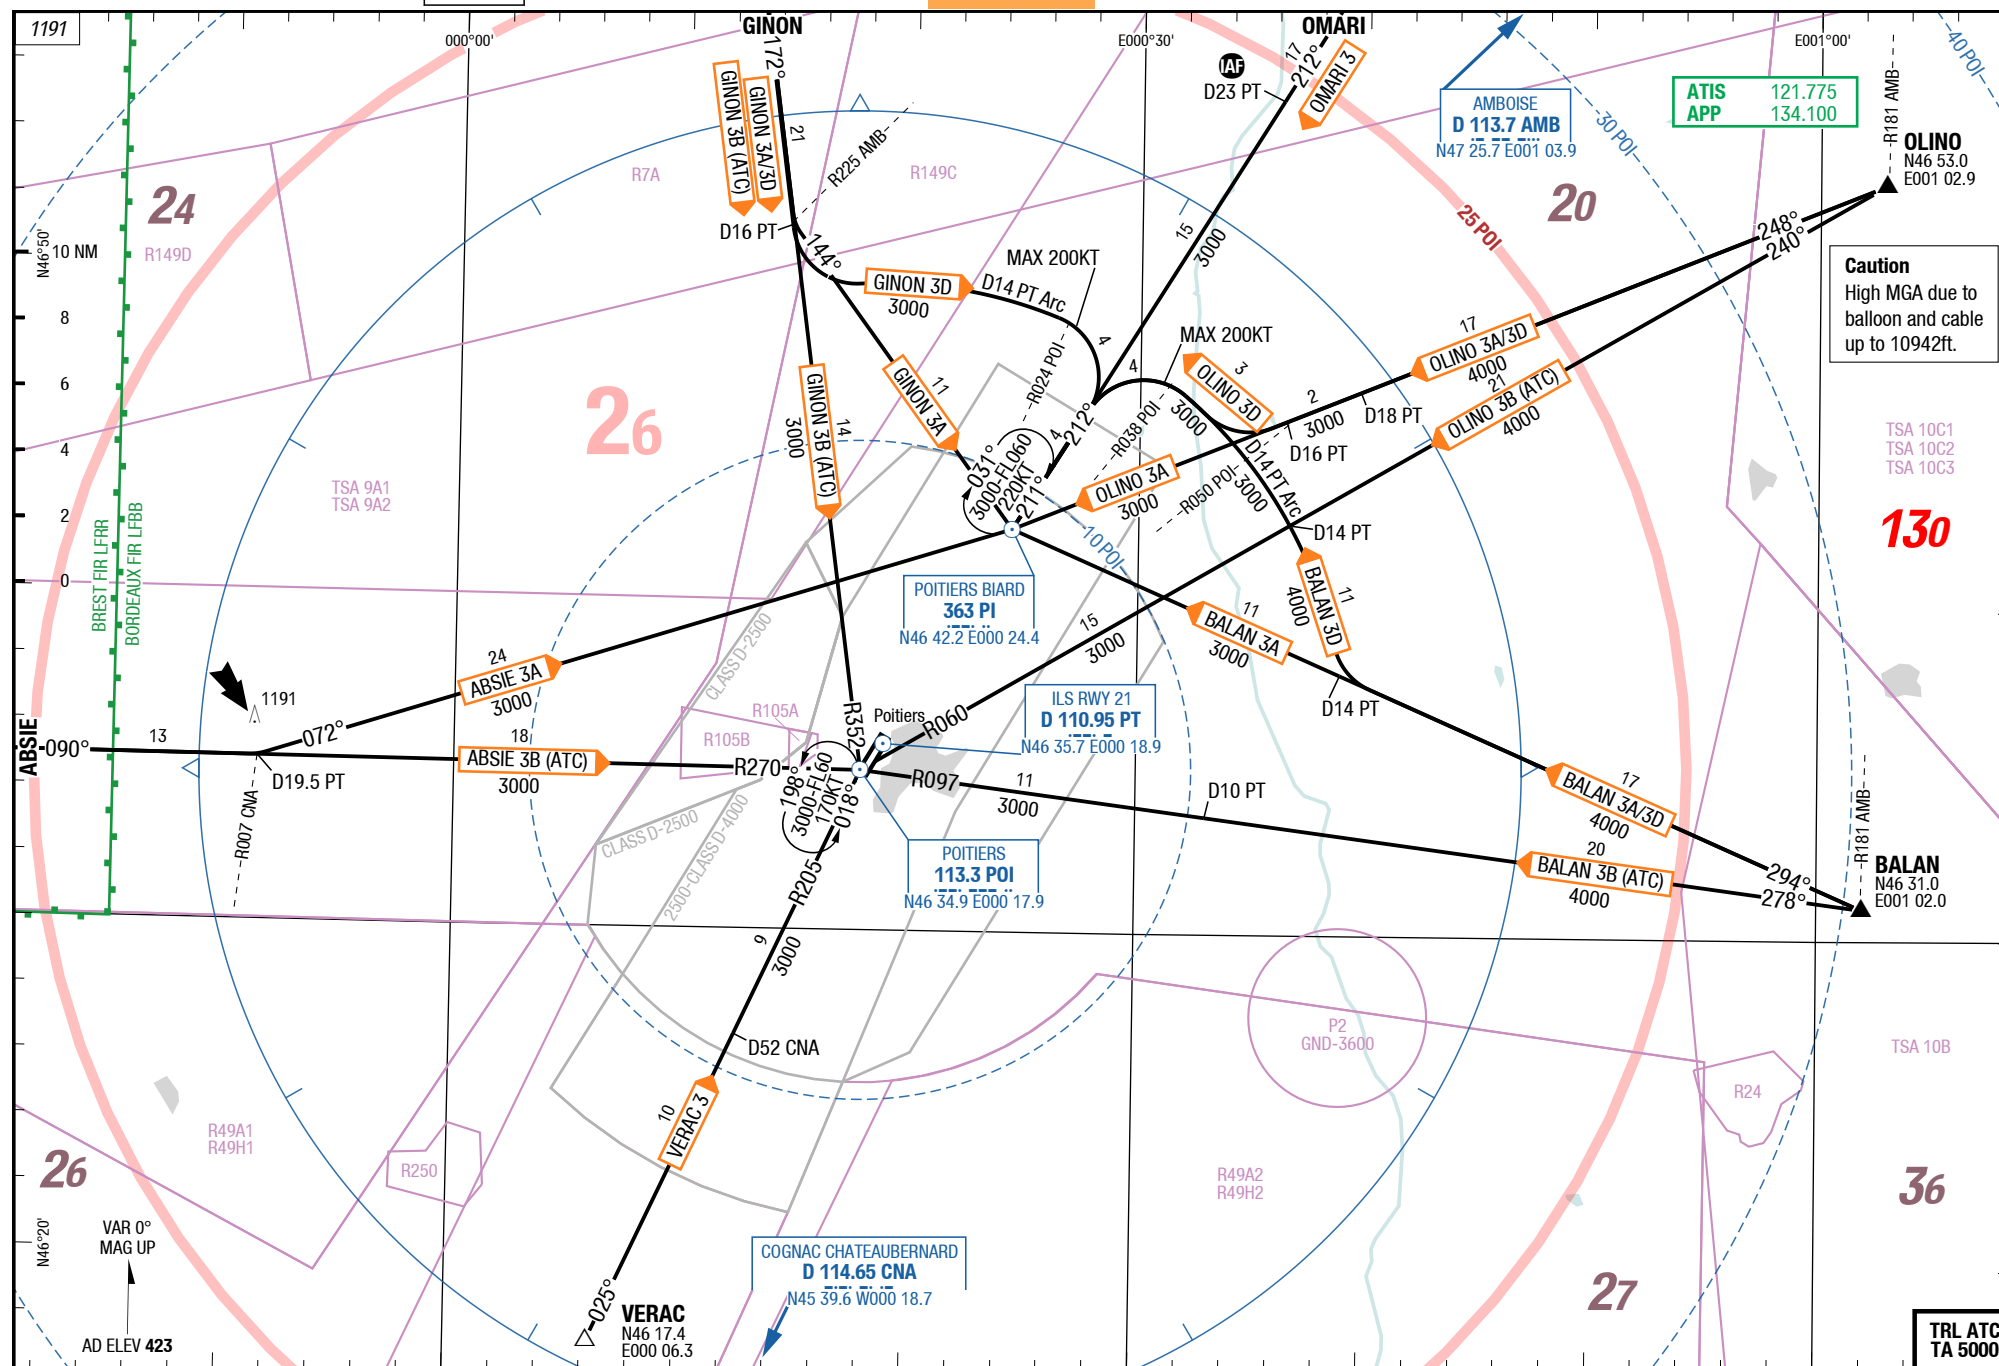 1191
000°00'
GINON
E000°30'
OMARI
E001°00'
172°
GINON 3B (ATC)
GINON 3A/3D
21
R225 AMB
D16 PT
144°
R7A
R149C
IAF
D23 PT
17
212°
OMARI 3
AMBOISE
D 113.7 AMB
N47 25.7 E001 03.9
30 POI
40 POI
ATIS 121.775
APP 134.100
R181 AMB
OLINO
N46 53.0
E001 02.9
24
R149D
N46°50'
10 NM
8
6
4
2
0
20
25 POI
248°
240°
Caution
High MGA due to
balloon and cable
up to 10942ft.
MAX 200KT
15
3000
GINON 3D
3000
D14 PT Arc
4
R024 POI
MAX 200KT
4
3000
R038 POI
OLINO 3D
3
17
OLINO 3A/3D
4000
21
OLINO 3B (ATC)
4000
2
3000
D18 PT
D16 PT
26
GINON 3B (ATC)
14
3000
GINON 3A
11
212°
4
031°
3000-FL060
220KT
211°
OLINO 3A
3000
R050 POI
3000
D14 PT Arc
D14 PT
TSA 10C1
TSA 10C2
TSA 10C3
130
TSA 9A1
TSA 9A2
BREST FIR LFRR
BORDEAUX FIR LFBB
10 POI
POITIERS BIARD
363 PI
N46 42.2 E000 24.4
BALAN 3D
11
4000
11
BALAN 3A
3000
15
3000
CLASS D-2500
24
ABSIE 3A
3000
1191
072°
ABSIE
090°
13
D19.5 PT
R007 CNA
18
ABSIE 3B (ATC)
3000
R105A
R105B
R270
R352
Poitiers
R060
ILS RWY 21
D 110.95 PT
N46 35.7 E000 18.9
D14 PT
198°
3000-FL60
170KT
018°
R097
11
3000
D10 PT
17
BALAN 3A/3D
4000
20
BALAN 3B (ATC)
4000
294°
278°
R181 AMB
BALAN
N46 31.0
E001 02.0
CLASS D-2500
2500-CLASS D-4000
R205
POITIERS
113.3 POI
N46 34.9 E000 17.9
9
3000
D52 CNA
P2
GND-3600
TSA 10B
R24
10
VERAC 3
R49A1
R49H1
R250
R49A2
R49H2
26
36
27
N46°20'
VAR 0°
MAG UP
AD ELEV 423
025°
VERAC
N46 17.4
E000 06.3
COGNAC CHATEAUBERNARD
D 114.65 CNA
N45 39.6 W000 18.7
TRL ATC
TA 5000